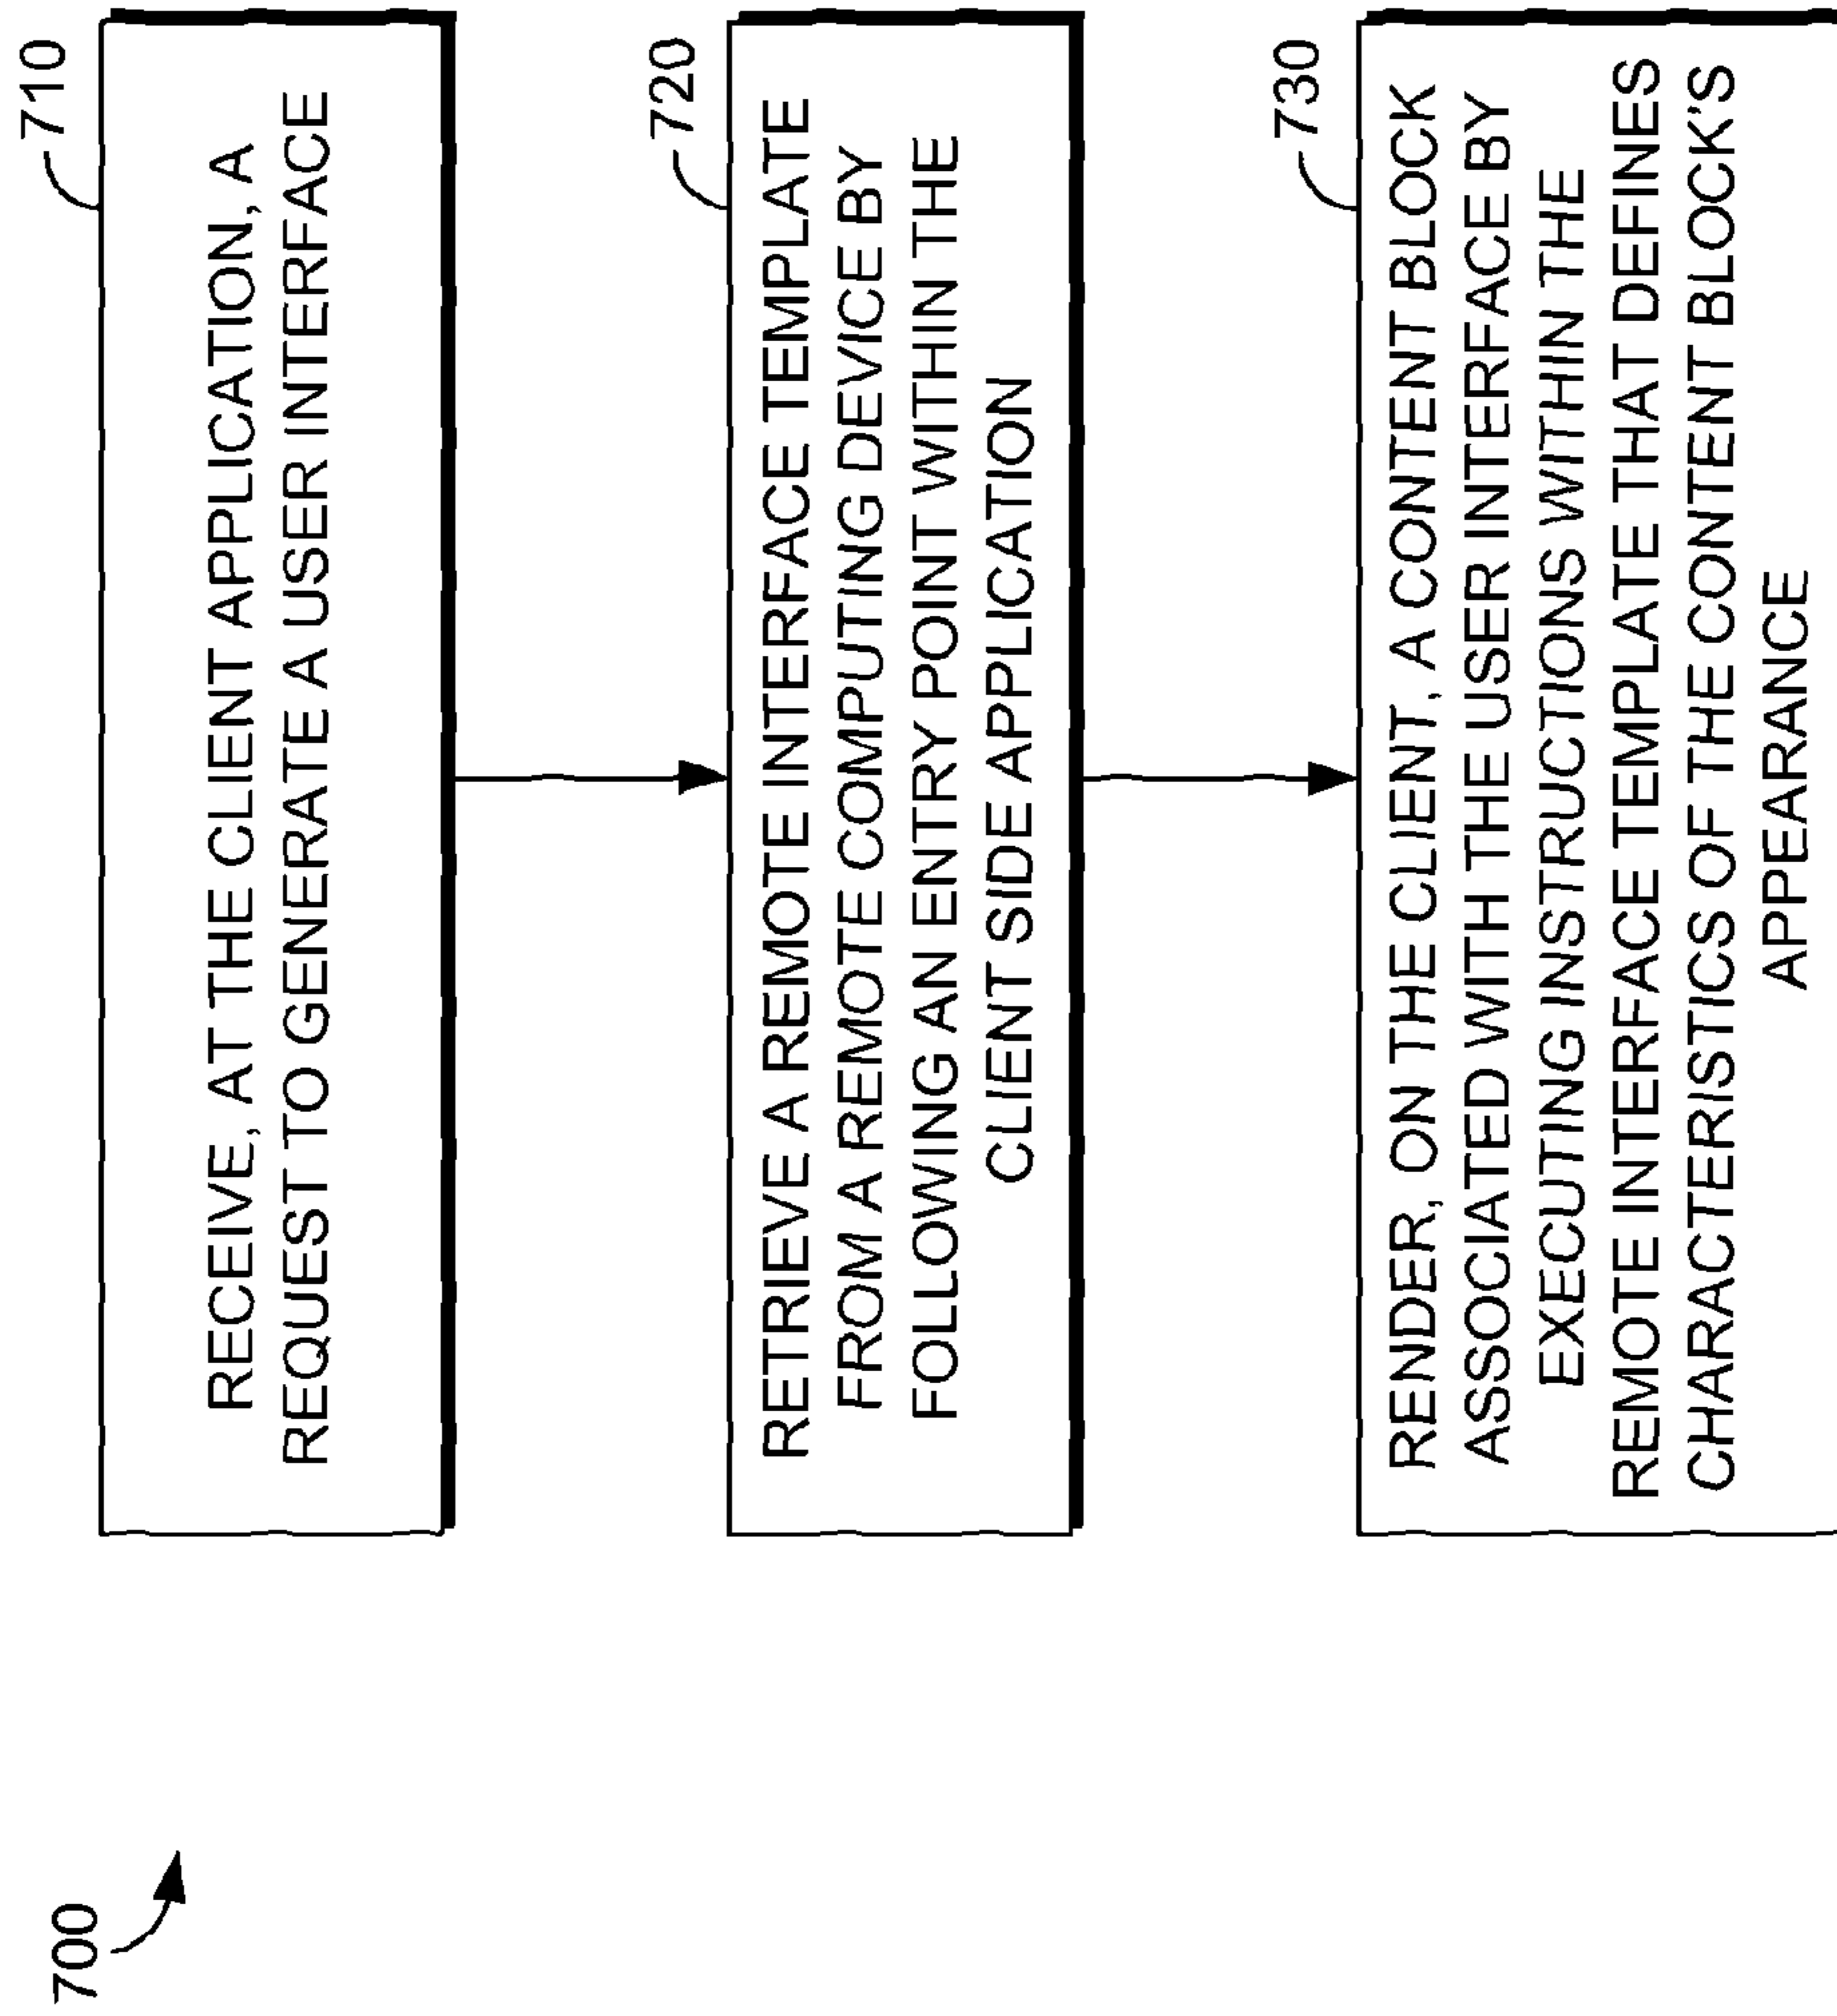 700
710
RECEIVE, AT THE CLIENT APPLICATION, A
REQUEST TO GENERATE A USER INTERFACE
720
RETRIEVE A REMOTE INTERFACE TEMPLATE
FROM A REMOTE COMPUTING DEVICE BY
FOLLOWING AN ENTRY POINT WITHIN THE
CLIENT SIDE APPLICATION
730
RENDER, ON THE CLIENT, A CONTENT BLOCK
ASSOCIATED WITH THE USER INTERFACE BY
EXECUTING INSTRUCTIONS WITHIN THE
REMOTE INTERFACE TEMPLATE THAT DEFINES
CHARACTERISTICS OF THE CONTENT BLOCK'S
APPEARANCE